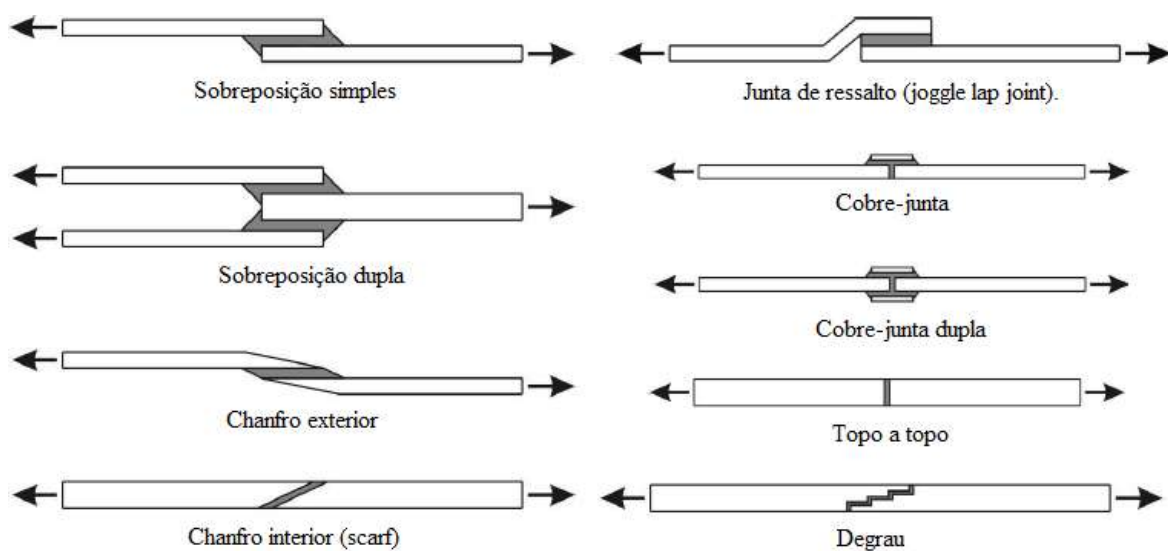 Sobreposição simples
Junta de ressalto (joggle lap joint).
Sobreposição dupla
Cobre-junta
Cobre-junta dupla
Chanfro exterior
Topo a topo
Chanfro interior (scarf)
Degrau